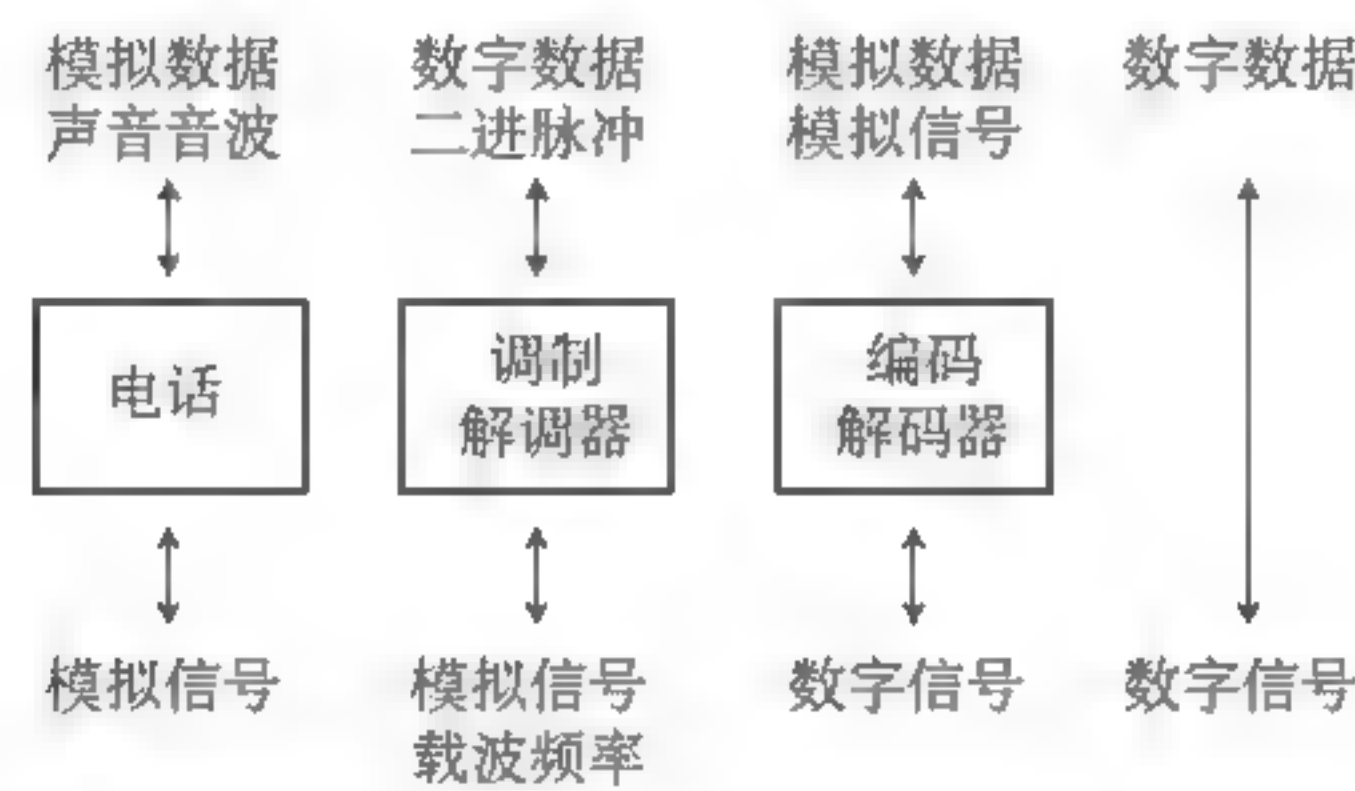 模拟数据
声音音波
数字数据
二进脉冲
模拟数据
模拟信号
数字数据
电话
调制
解调器
编码
解码器
模拟信号
模拟信号
载波频率
数字信号
数字信号